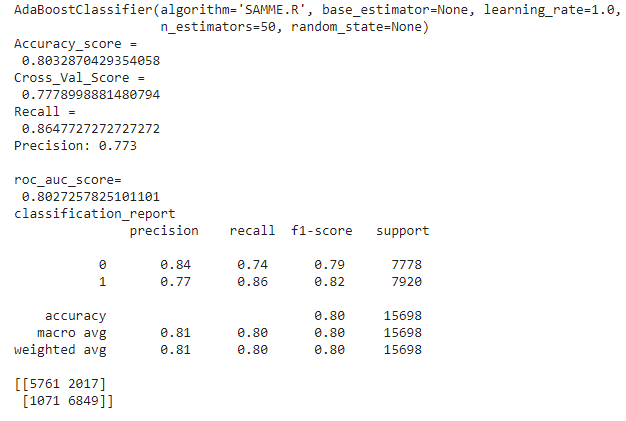 AdaBoostClassifier(algorithm='SAMME.R', base_estimator=None, learning_rate=1.0,
n_estimators=50, random_state=None)
Accuracy_score =
0.8032870429354058
Cross_Val_Score =
0.7778998881480794
Recall =
0.8647727272727272
Precision: 0.773
roc_auc_score=
0.8027257825101101
classification_report
precision recall f1-score support
0 0.84 0.74 0.79 7778
1 0.77 0.86 0.82 7920
accuracy 0.80 15698
macro avg 0.81 0.80 0.80 15698
weighted avg 0.81 0.80 0.80 15698
[[5761 2017]
[1071 6849]]